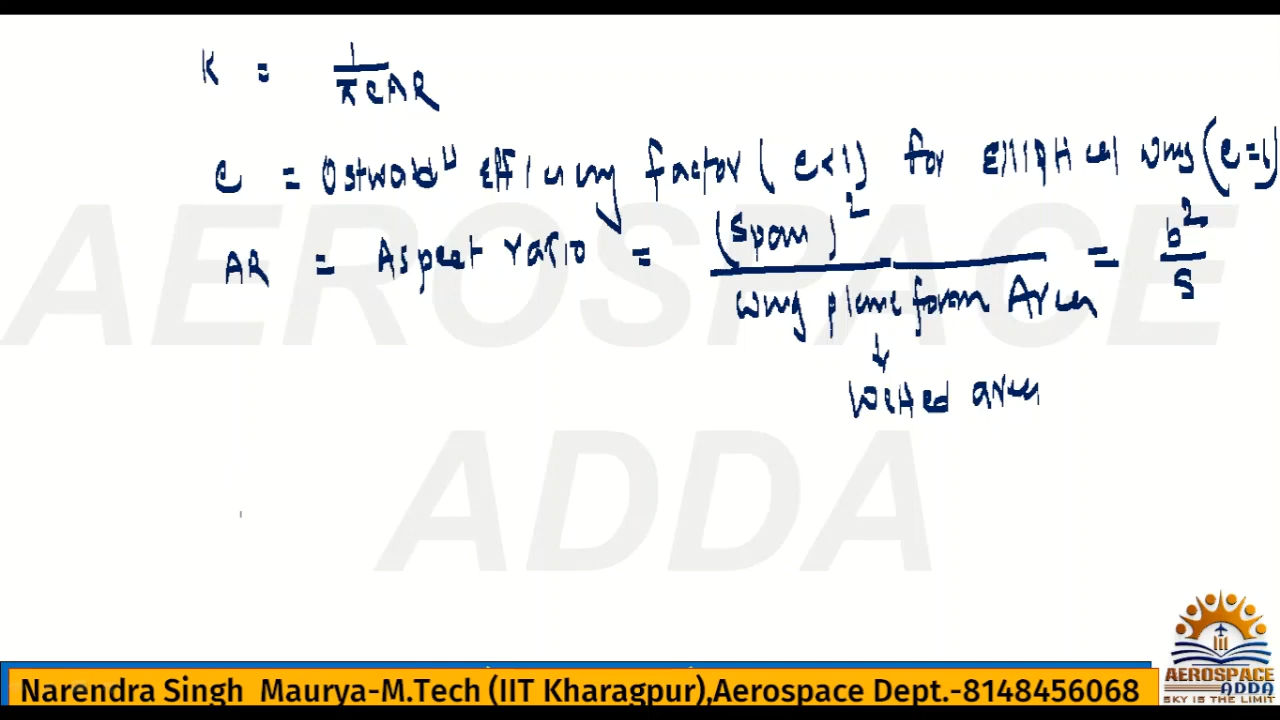 K = 1/πeAR
e = Ostwald's efficiency factor (e<1) for Elliptical wing (e=1)
AR = Aspect ratio = (span)² / wing plane form Area = b²/S
↓
wetted area
AEROSPACE
ADDA
AEROSPACE
ADDA
SKY IS THE LIMIT
Narendra Singh Maurya-M.Tech (IIT Kharagpur),Aerospace Dept.-8148456068